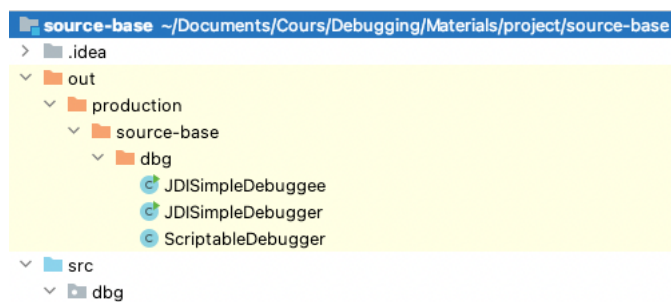 source-base ~/Documents/Cours/Debugging/Materials/project/source-base
.idea
out
production
source-base
dbg
JDISimpleDebuggee
JDISimpleDebugger
ScriptableDebugger
src
dbg